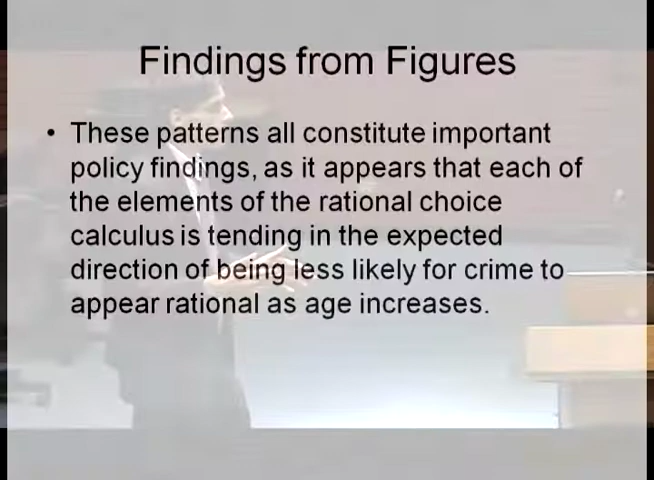 Findings from Figures
• These patterns all constitute important
policy findings, as it appears that each of
the elements of the rational choice
calculus is tending in the expected
direction of being less likely for crime to
appear rational as age increases.